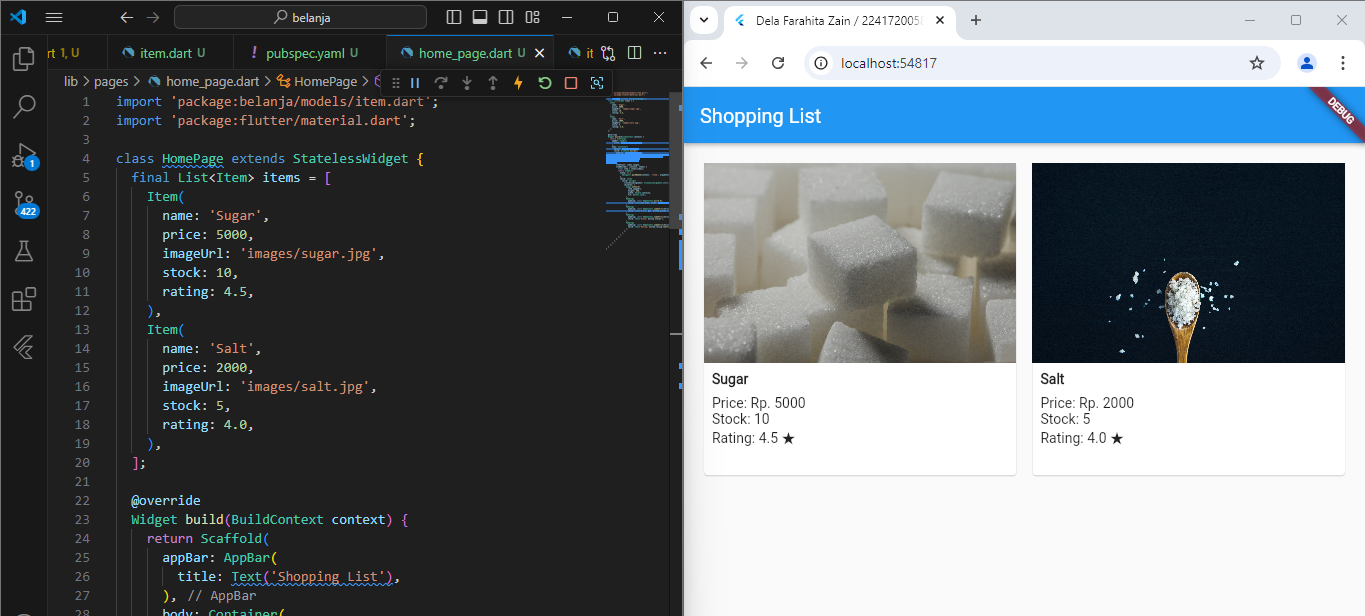 belanja
rt 1, U
item.dart U
pubspec.yaml U
home_page.dart U
it
lib > pages > home_page.dart > HomePage >
1 import 'package:belanja/models/item.dart';
2 import 'package:flutter/material.dart';
3
4 class HomePage extends StatelessWidget {
5 final List<Item> items = [
6 Item(
7 name: 'Sugar',
8 price: 5000,
9 imageUrl: 'images/sugar.jpg',
10 stock: 10,
11 rating: 4.5,
12 ),
13 Item(
14 name: 'Salt',
15 price: 2000,
16 imageUrl: 'images/salt.jpg',
17 stock: 5,
18 rating: 4.0,
19 ),
20 ];
21
22 @override
23 Widget build(BuildContext context) {
24 return Scaffold(
25 appBar: AppBar(
26 title: Text('Shopping List'),
27 ), // AppBar
28 body: Container(
1
422
Dela Farahita Zain / 224172005
localhost:54817
Shopping List
DEBUG
Sugar
Price: Rp. 5000
Stock: 10
Rating: 4.5 ★
Salt
Price: Rp. 2000
Stock: 5
Rating: 4.0 ★